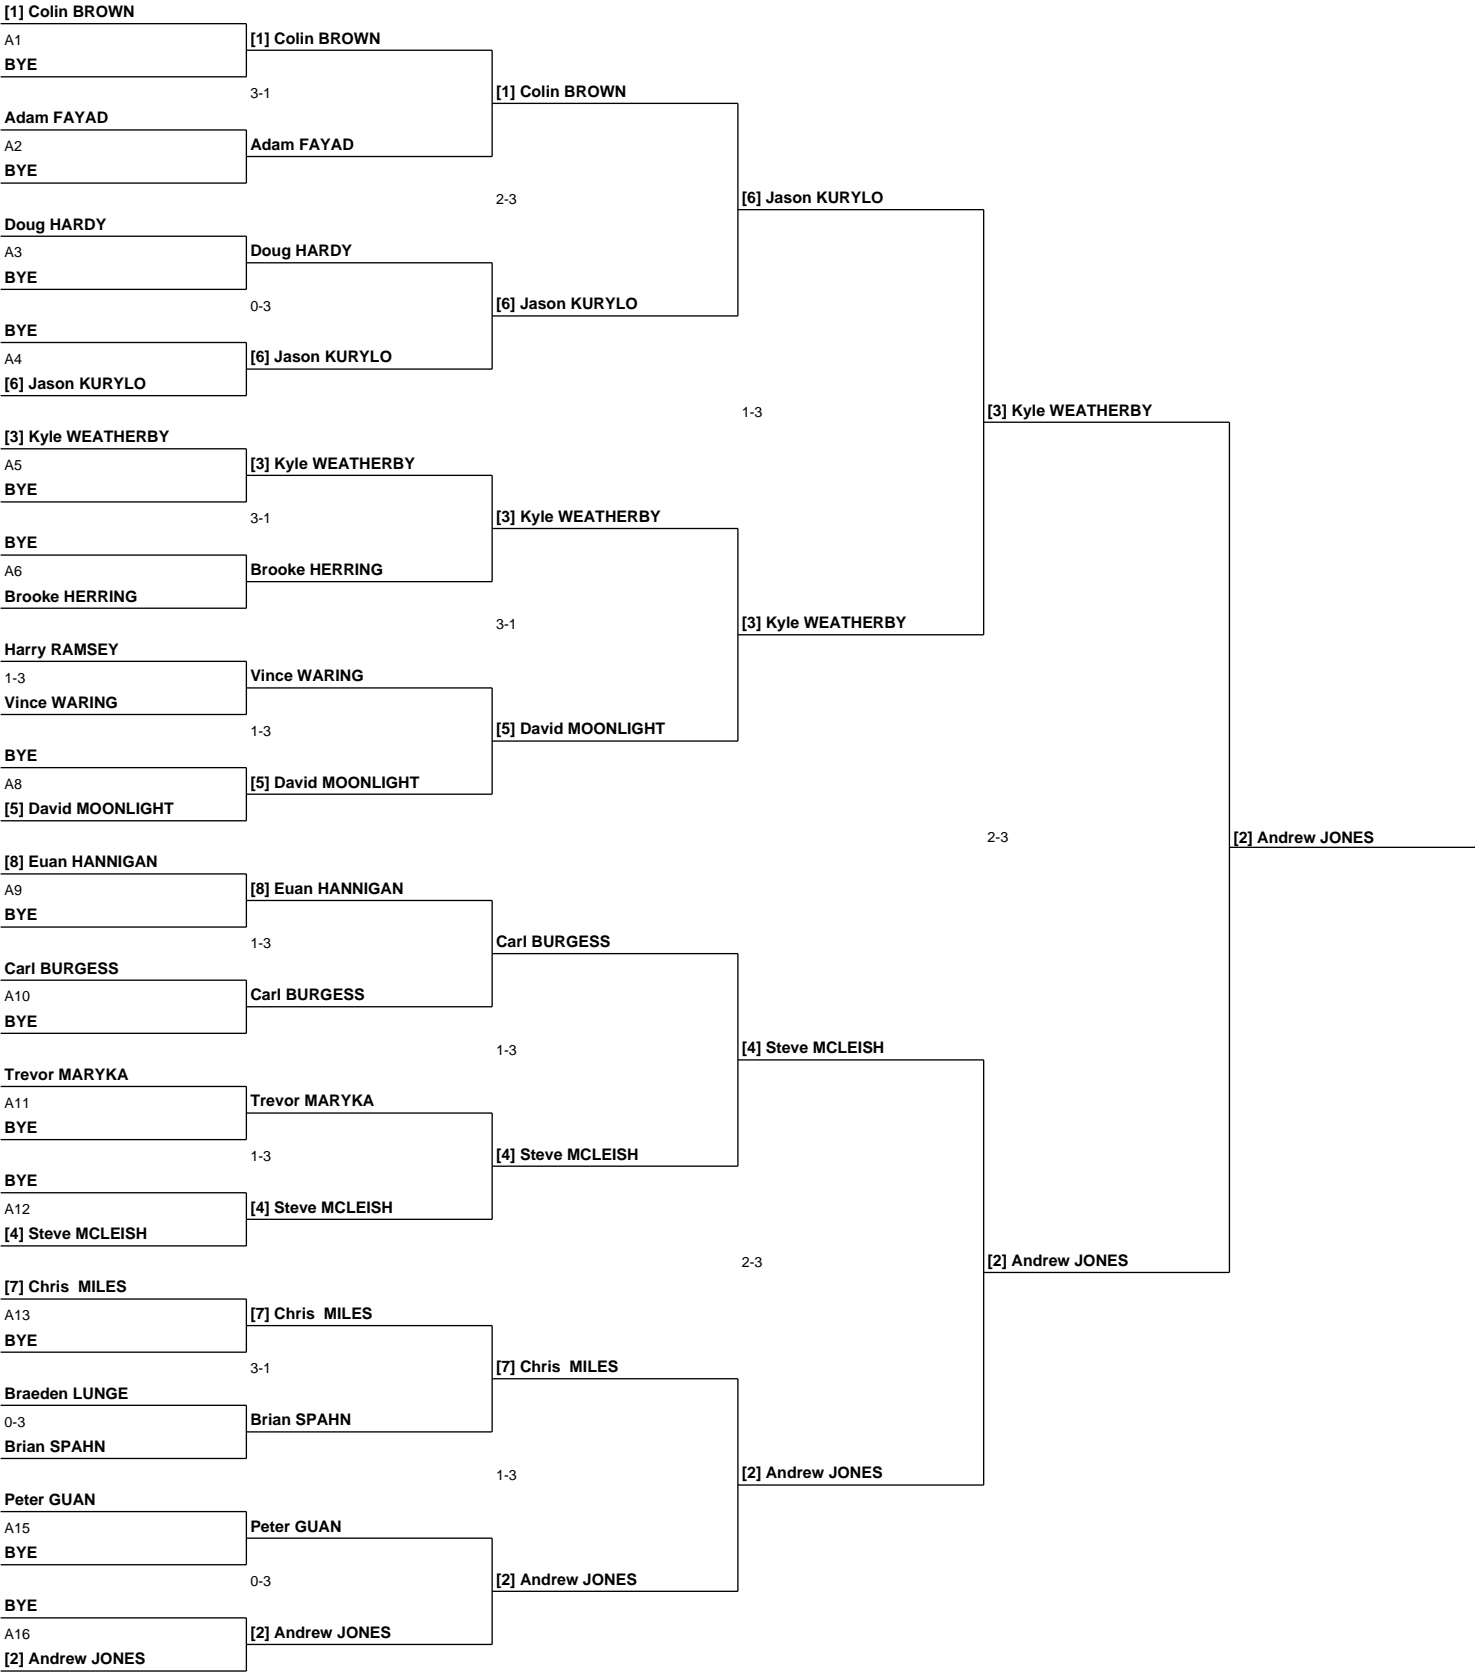 [1] Colin BROWN
A1
[1] Colin BROWN
BYE
3-1
[1] Colin BROWN
Adam FAYAD
A2
Adam FAYAD
BYE
2-3
[6] Jason KURYLO
Doug HARDY
A3
Doug HARDY
BYE
0-3
[6] Jason KURYLO
BYE
A4
[6] Jason KURYLO
[6] Jason KURYLO
1-3
[3] Kyle WEATHERBY
[3] Kyle WEATHERBY
A5
[3] Kyle WEATHERBY
BYE
3-1
[3] Kyle WEATHERBY
BYE
A6
Brooke HERRING
Brooke HERRING
3-1
[3] Kyle WEATHERBY
Harry RAMSEY
1-3
Vince WARING
Vince WARING
1-3
[5] David MOONLIGHT
BYE
A8
[5] David MOONLIGHT
[5] David MOONLIGHT
2-3
[2] Andrew JONES
[8] Euan HANNIGAN
A9
[8] Euan HANNIGAN
BYE
1-3
Carl BURGESS
Carl BURGESS
A10
Carl BURGESS
BYE
1-3
[4] Steve MCLEISH
Trevor MARYKA
A11
Trevor MARYKA
BYE
1-3
[4] Steve MCLEISH
BYE
A12
[4] Steve MCLEISH
[4] Steve MCLEISH
2-3
[2] Andrew JONES
[7] Chris  MILES
A13
[7] Chris  MILES
BYE
3-1
[7] Chris  MILES
Braeden LUNGE
0-3
Brian SPAHN
Brian SPAHN
1-3
[2] Andrew JONES
Peter GUAN
A15
Peter GUAN
BYE
0-3
[2] Andrew JONES
BYE
A16
[2] Andrew JONES
[2] Andrew JONES